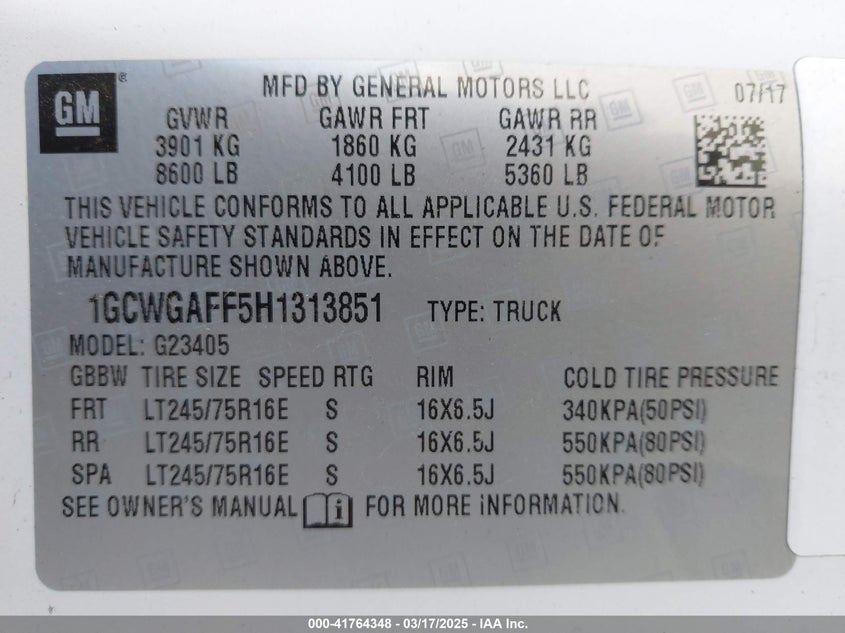 GM ®
MFD BY GENERAL MOTORS LLC 07/17
GVWR GAWR FRT GAWR RR
3901 KG 1860 KG 2431 KG
8600 LB 4100 LB 5360 LB
THIS VEHICLE CONFORMS TO ALL APPLICABLE U.S. FEDERAL MOTOR
VEHICLE SAFETY STANDARDS IN EFFECT ON THE DATE OF
MANUFACTURE SHOWN ABOVE.
1GCWGAFF5H1313851 TYPE: TRUCK
MODEL: G23405
GBBW TIRE SIZE SPEED RTG RIM COLD TIRE PRESSURE
FRT LT245/75R16E S 16X6.5J 340KPA(50PSI)
RR LT245/75R16E S 16X6.5J 550KPA(80PSI)
SPA LT245/75R16E S 16X6.5J 550KPA(80PSI)
SEE OWNER'S MANUAL i FOR MORE INFORMATION.
000-41764348 - 03/17/2025 - IAA Inc.